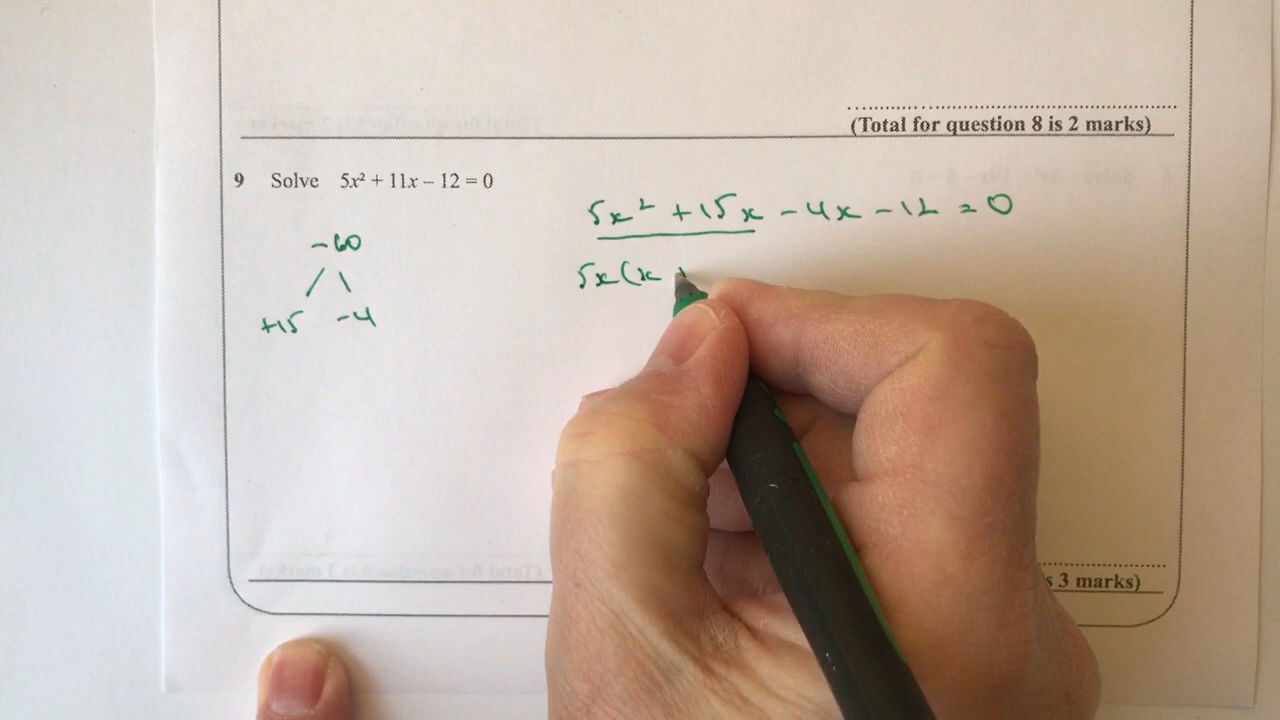 (Total for question 8 is 2 marks)
9 Solve 5x² + 11x – 12 = 0
5x² +15x -4x -12 = 0
-60
5x(x +
+15 -4
s 3 marks)